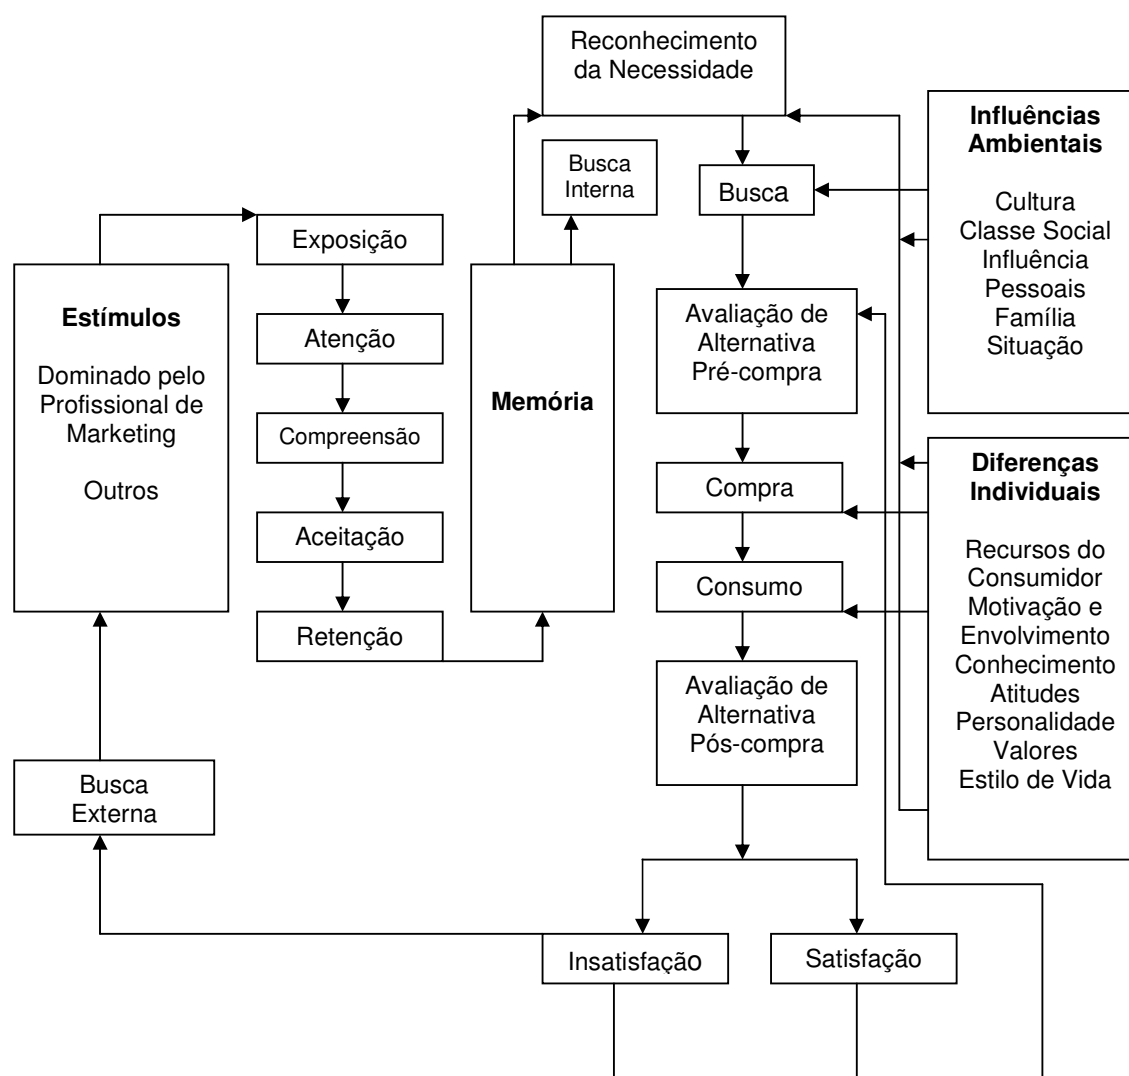 Reconhecimento
da Necessidade
Influências
Ambientais
Cultura
Classe Social
Influência
Pessoais
Família
Situação
Busca
Interna
Busca
Exposição
Estímulos
Dominado pelo
Profissional de
Marketing
Outros
Atenção
Compreensão
Aceitação
Retenção
Memória
Avaliação de
Alternativa
Pré-compra
Compra
Consumo
Avaliação de
Alternativa
Pós-compra
Diferenças
Individuais
Recursos do
Consumidor
Motivação e
Envolvimento
Conhecimento
Atitudes
Personalidade
Valores
Estilo de Vida
Busca
Externa
Insatisfação
Satisfação